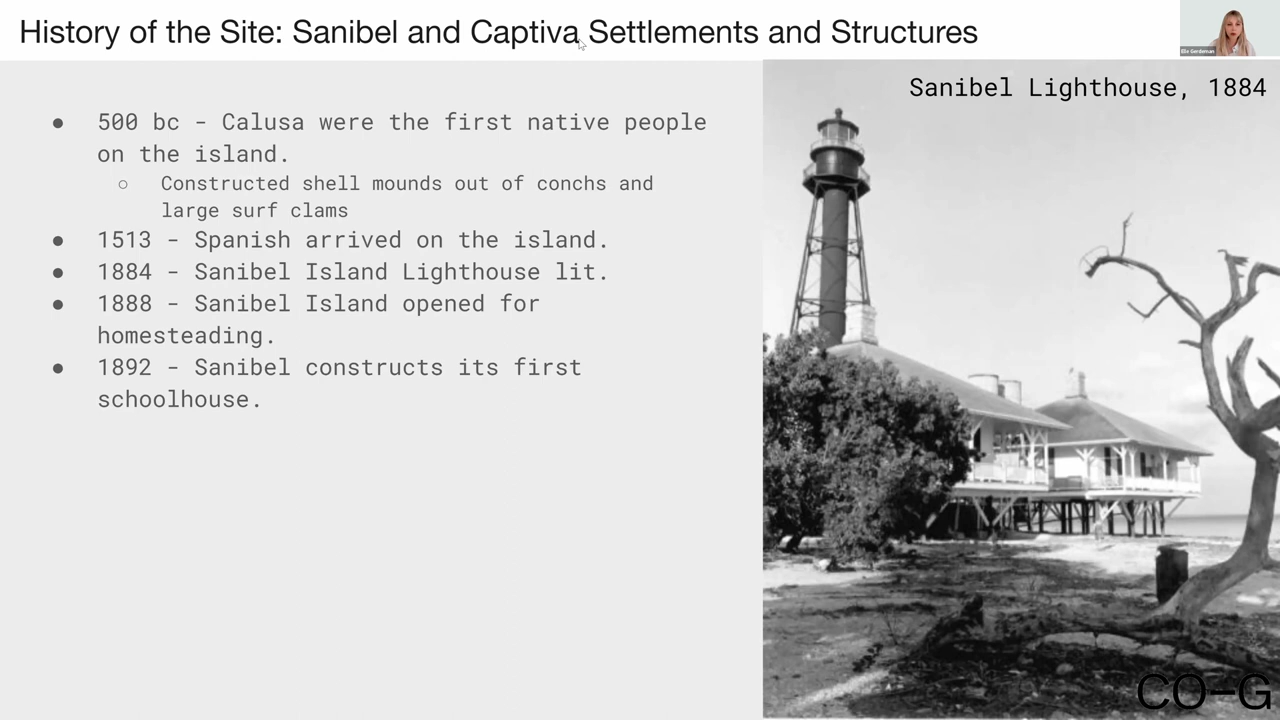 History of the Site: Sanibel and Captiva Settlements and Structures
Elle Gerdeman
Sanibel Lighthouse, 1884
● 500 bc - Calusa were the first native people
on the island.
○ Constructed shell mounds out of conchs and
large surf clams
● 1513 - Spanish arrived on the island.
● 1884 - Sanibel Island Lighthouse lit.
● 1888 - Sanibel Island opened for
homesteading.
● 1892 - Sanibel constructs its first
schoolhouse.
CO–G